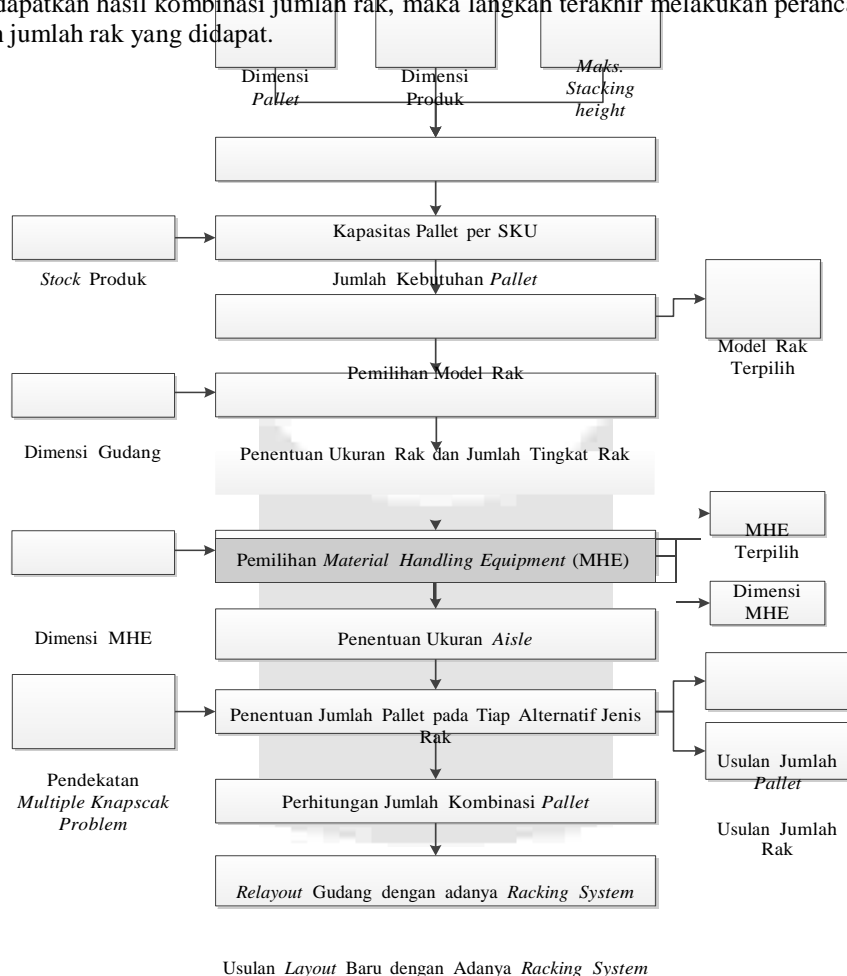 dapatkan hasil kombinasi jumlah rak, maka langkah terakhir melakukan peranca
n jumlah rak yang didapat.
Dimensi
Pallet
Dimensi
Produk
Maks.
Stacking
height
Kapasitas Pallet per SKU
Stock Produk
Jumlah Kebutuhan Pallet
Model Rak
Terpilih
Pemilihan Model Rak
Dimensi Gudang
Penentuan Ukuran Rak dan Jumlah Tingkat Rak
MHE
Terpilih
Pemilihan Material Handling Equipment (MHE)
Dimensi
MHE
Dimensi MHE
Penentuan Ukuran Aisle
Penentuan Jumlah Pallet pada Tiap Alternatif Jenis
Rak
Usulan Jumlah
Pallet
Pendekatan
Multiple Knapscak
Problem
Perhitungan Jumlah Kombinasi Pallet
Usulan Jumlah
Rak
Relayout Gudang dengan adanya Racking System
Usulan Layout Baru dengan Adanya Racking System